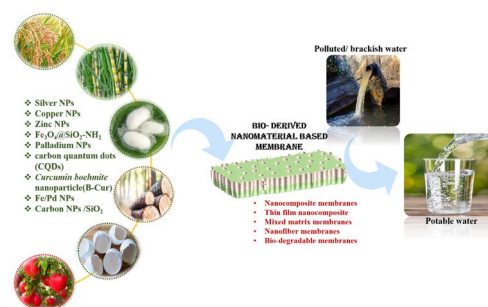 Polluted/ brackish water
❖ Silver NPs
❖ Copper NPs
❖ Zinc NPs
❖ Fe₃O₄@SiO₂-NH₂
❖ Palladium NPs
❖ carbon quantum dots
(CQDs)
❖ Curcumin boehmite
nanoparticle(B-Cur)
❖ Fe/Pd NPs
❖ Carbon NPs /SiO₂
BIO- DERIVED
NANOMATERIAL BASED
MEMBRANE
• Nanocomposite membranes
• Thin film nanocomposite
• Mixed matrix membranes
• Nanofiber membranes
• Bio-degradable membranes
Potable water